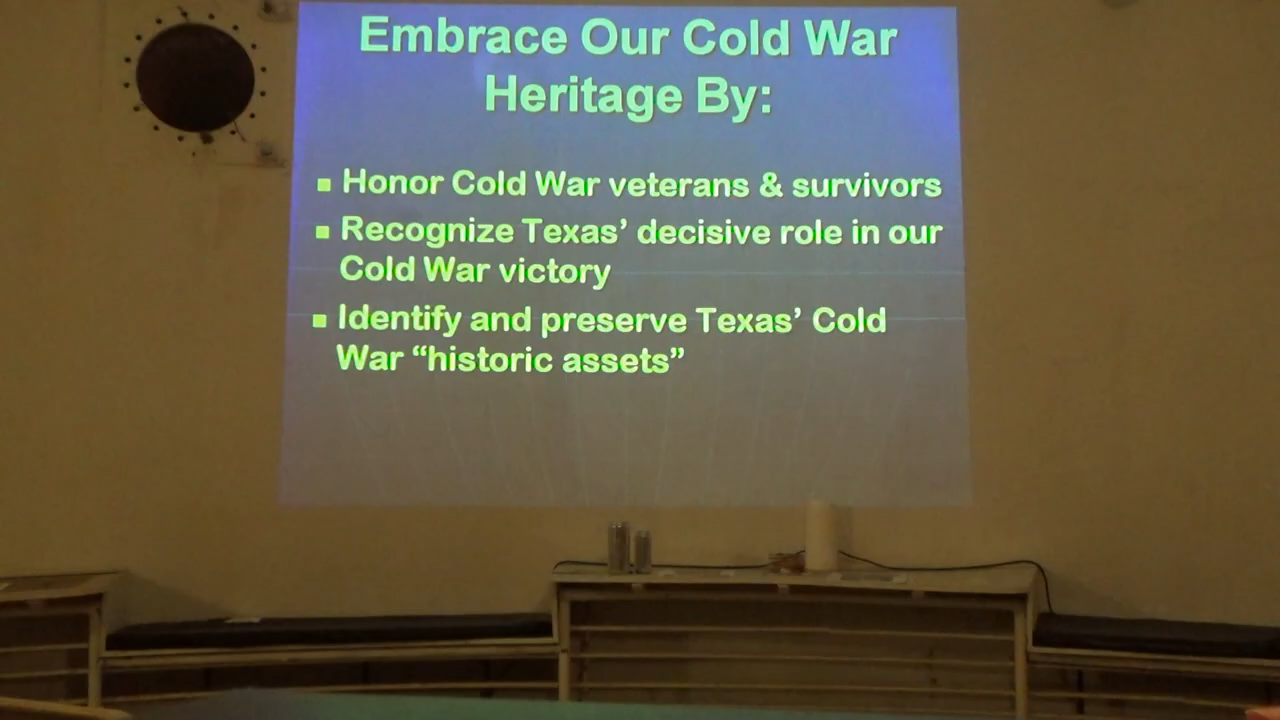 Embrace Our Cold War
Heritage By:
Honor Cold War veterans & survivors
Recognize Texas’ decisive role in our
Cold War victory
Identify and preserve Texas’ Cold
War “historic assets”